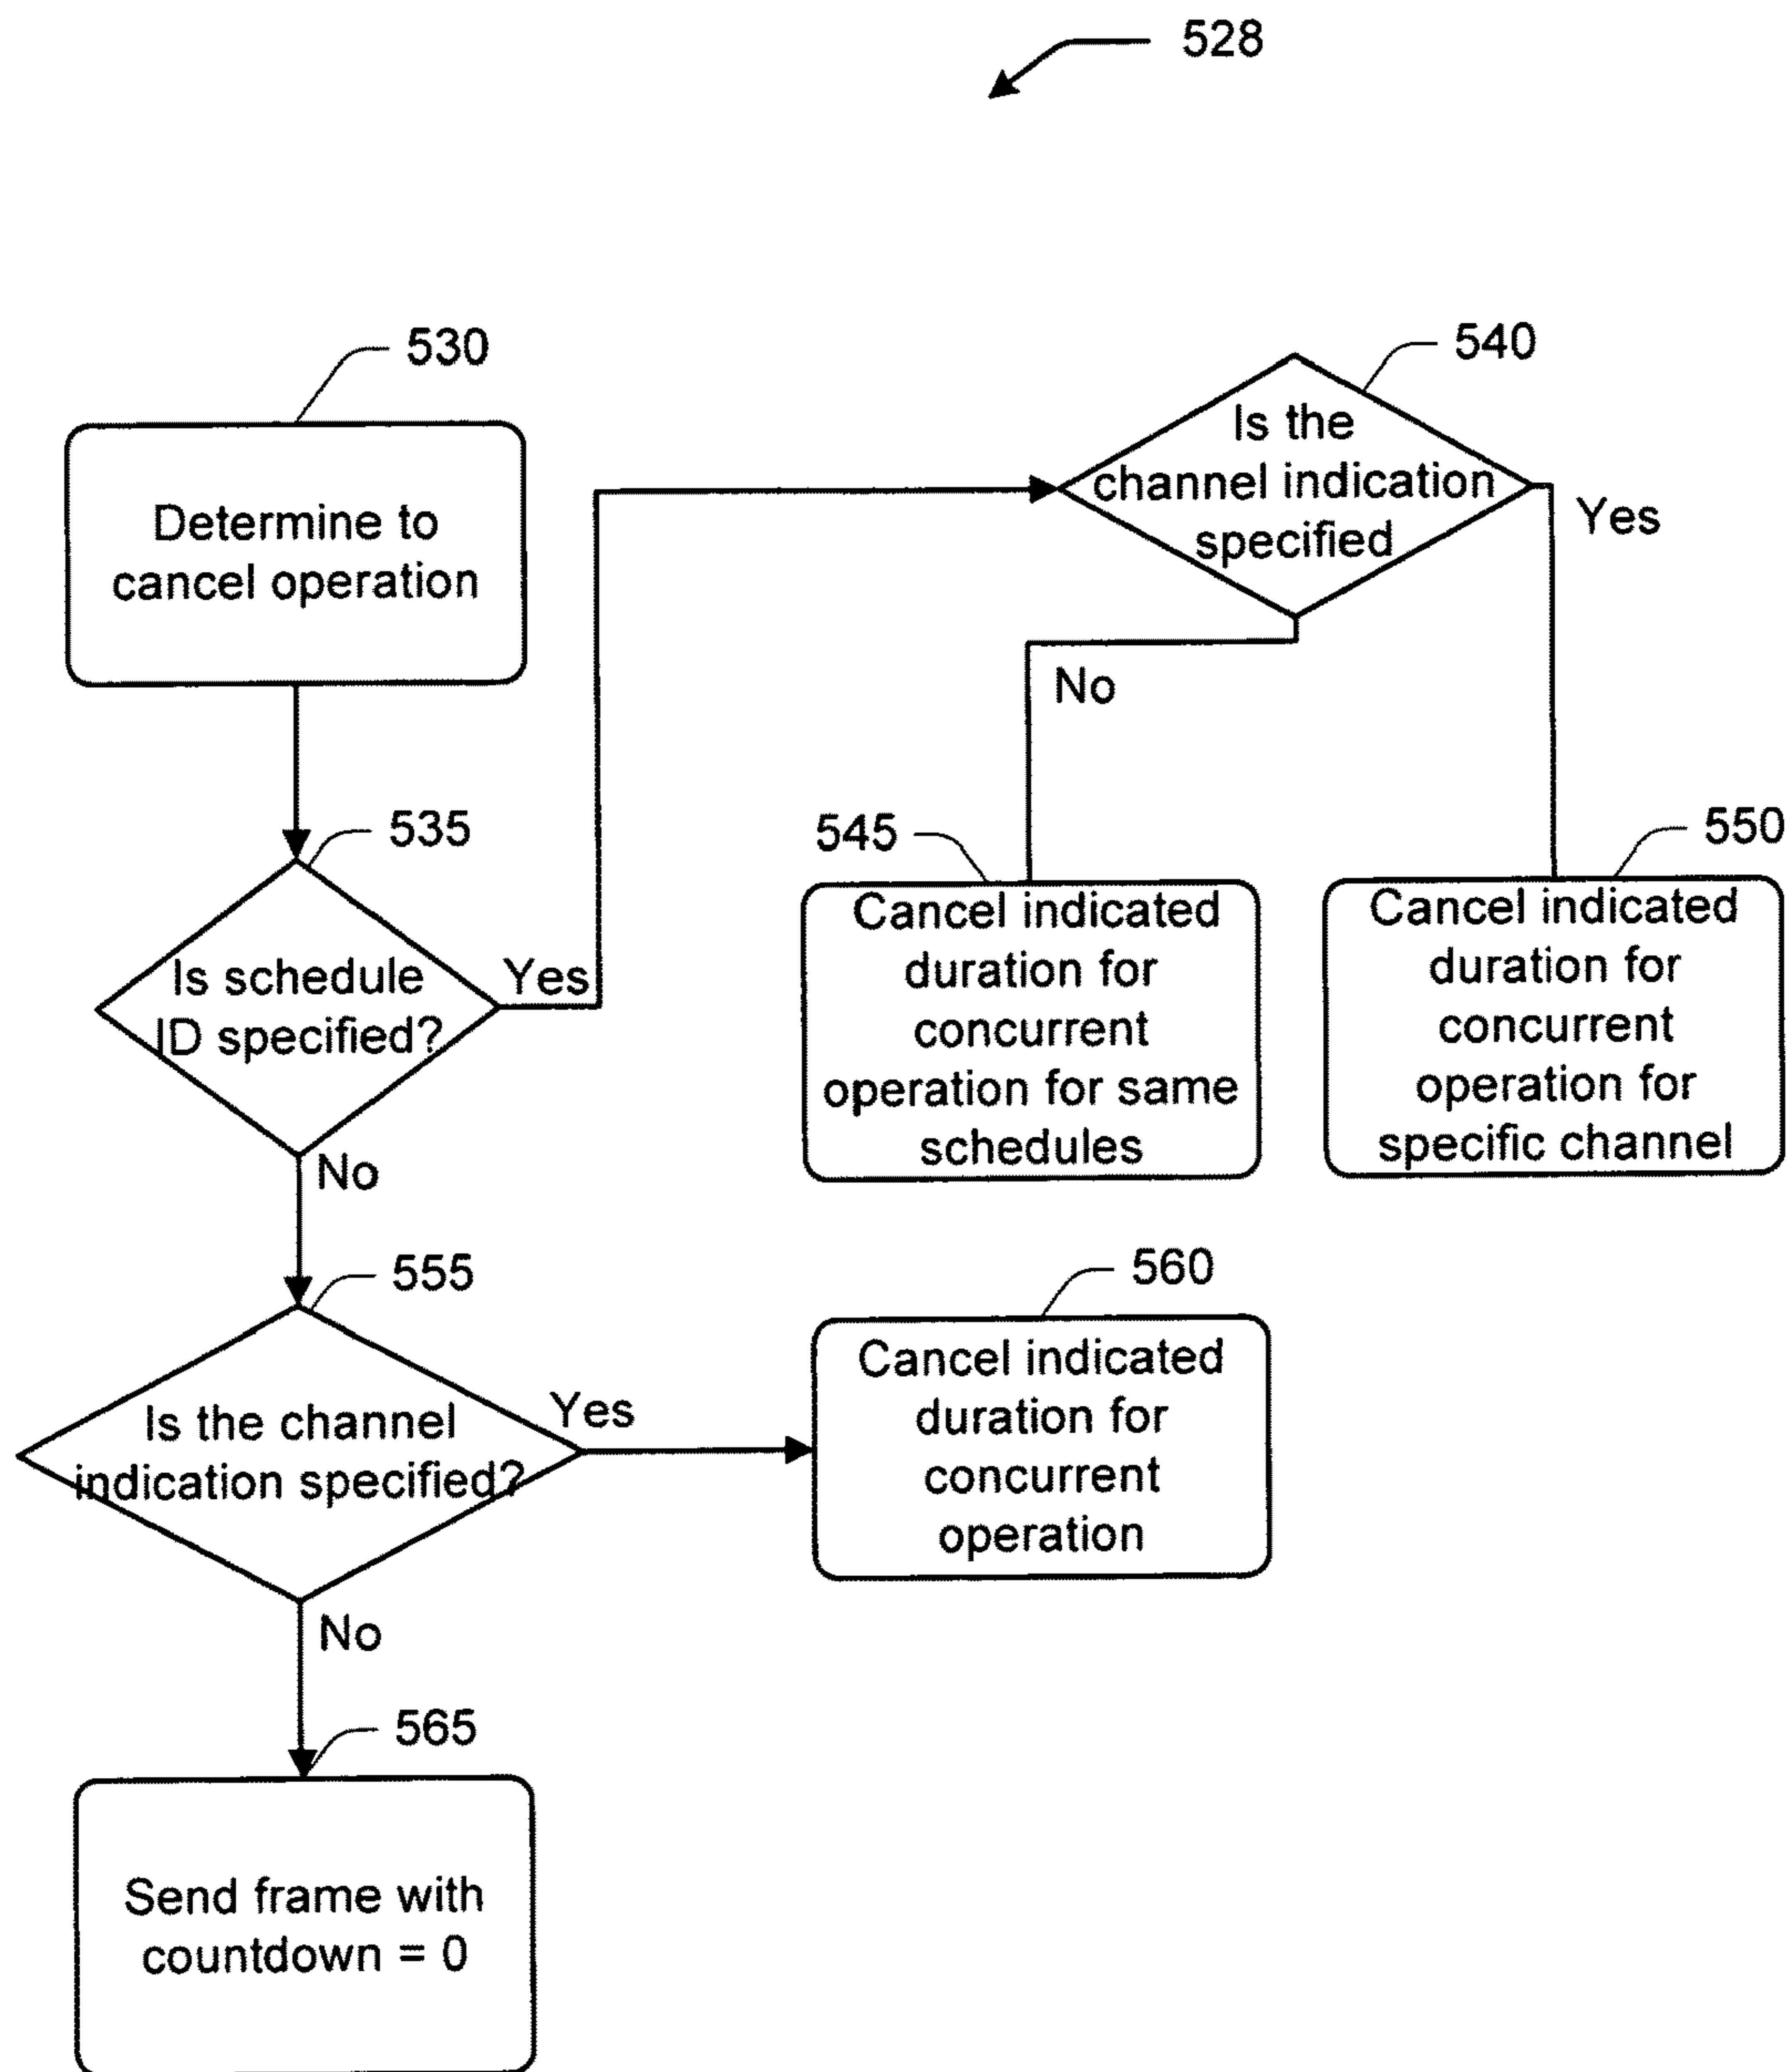 528
530
Determine to
cancel operation
540
Is the
channel indication
specified
Yes
No
535
Is schedule
ID specified?
Yes
No
545
Cancel indicated
duration for
concurrent
operation for same
schedules
550
Cancel indicated
duration for
concurrent
operation for
specific channel
555
Is the channel
indication specified?
Yes
No
560
Cancel indicated
duration for
concurrent
operation
565
Send frame with
countdown = 0